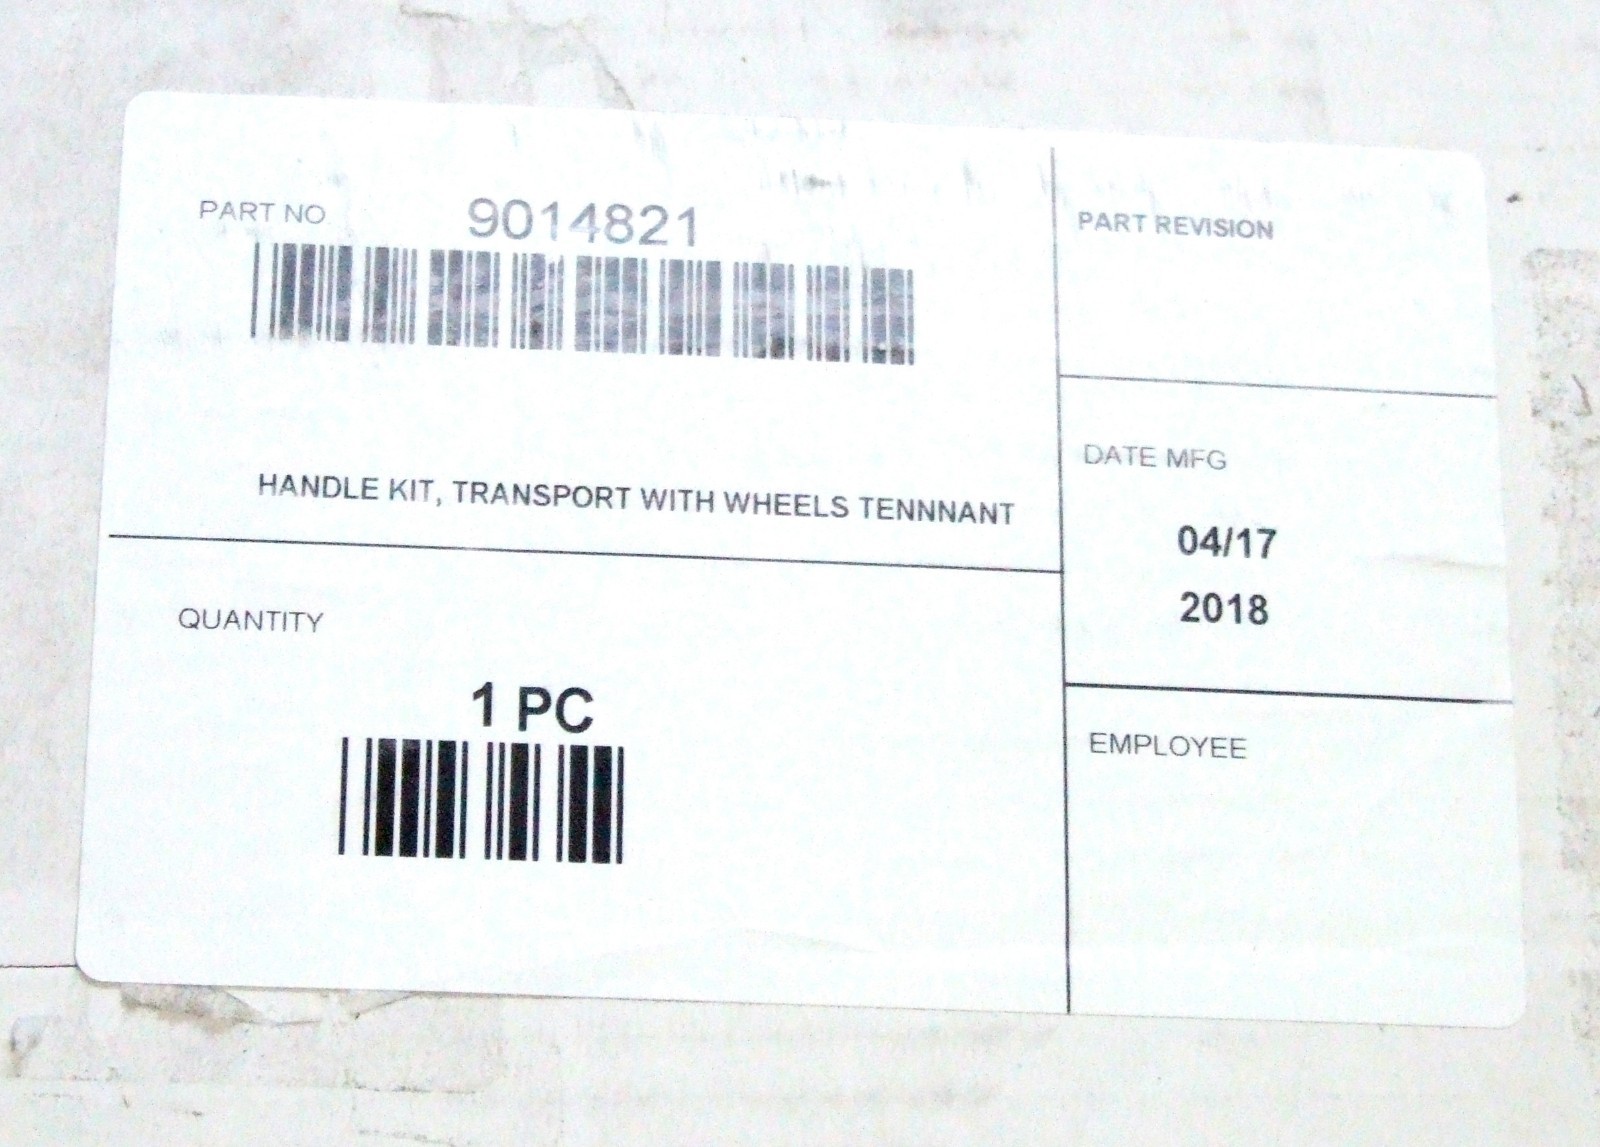 PART NO 9014821
HANDLE KIT, TRANSPORT WITH WHEELS TENNNANT
QUANTITY
1 PC
PART REVISION
DATE MFG
04/17
2018
EMPLOYEE